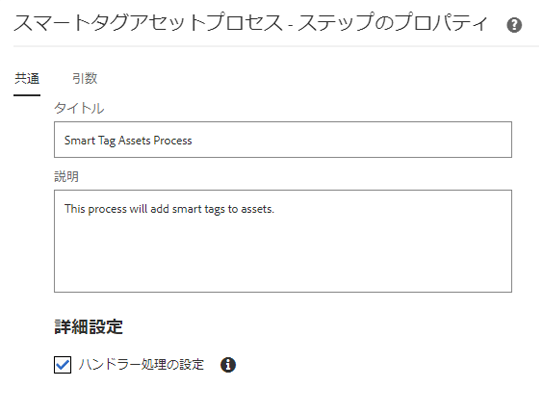 スマートタグアセットプロセス - ステップのプロパティ
共通 引数
タイトル
Smart Tag Assets Process
説明
This process will add smart tags to assets.
詳細設定
ハンドラー処理の設定